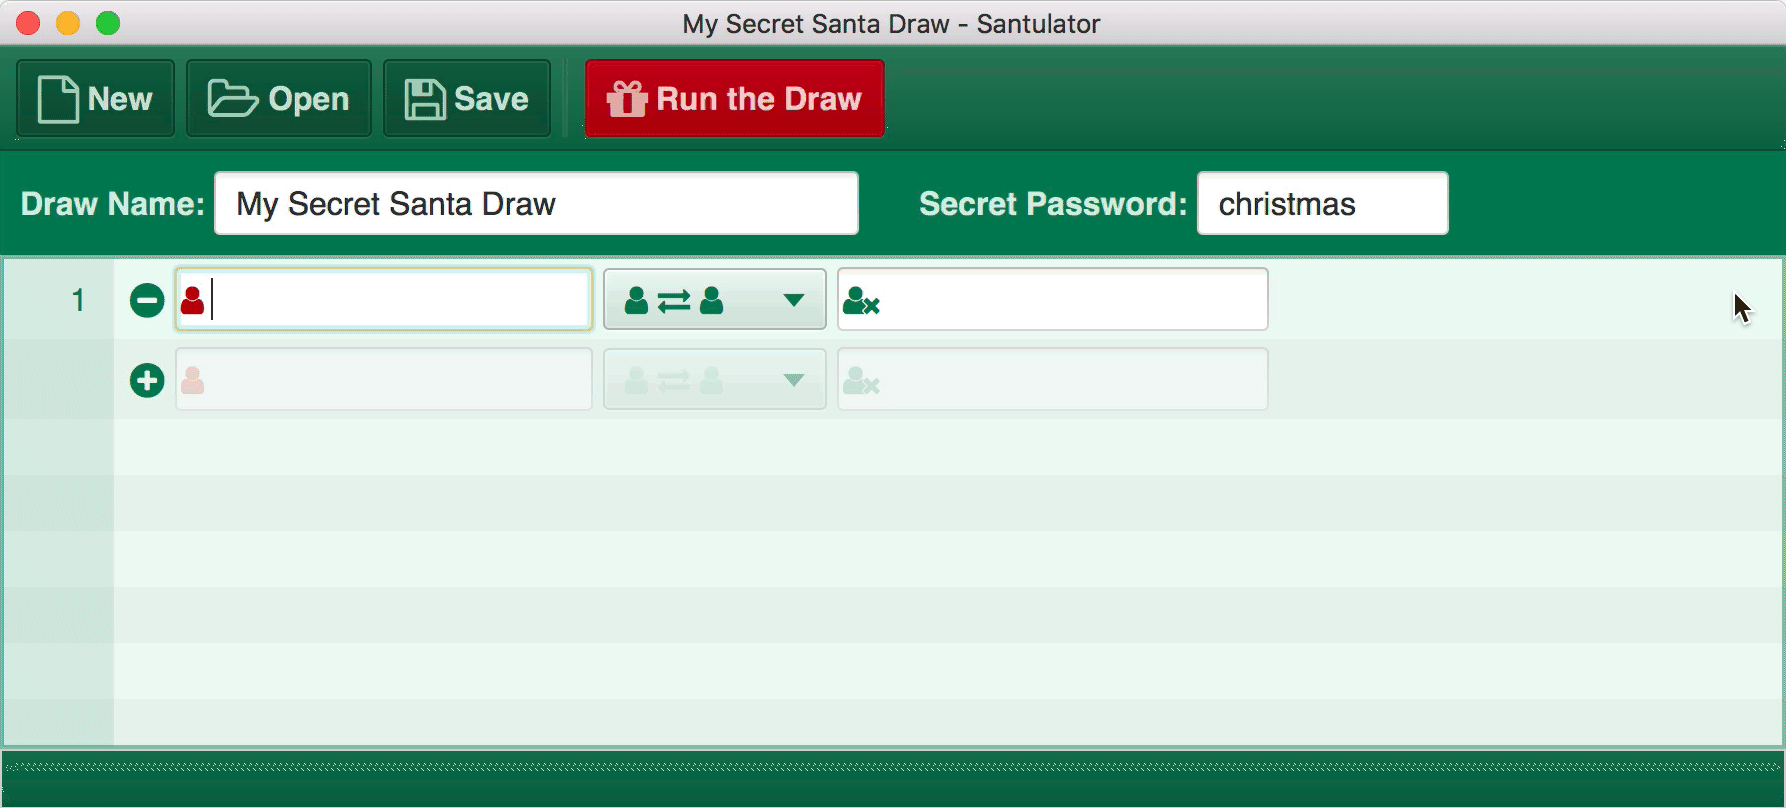 My Secret Santa Draw - Santulator
New Open Save Run the Draw
Draw Name: My Secret Santa Draw Secret Password: christmas
1